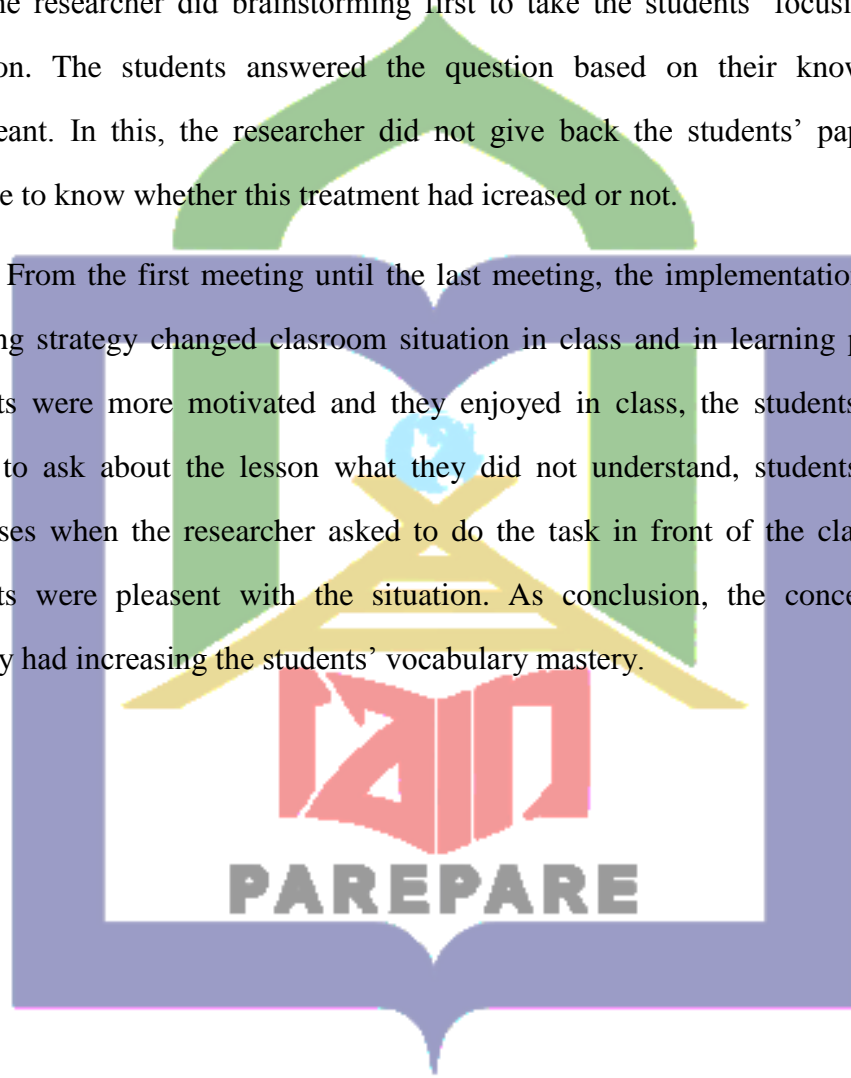 he researcher did brainstorming first to take the students' focusi
on. The students answered the question based on their know
eant. In this, the researcher did not give back the students' pap
e to know whether this treatment had icreased or not.
From the first meeting until the last meeting, the implementatio
ng strategy changed clasroom situation in class and in learning p
ts were more motivated and they enjoyed in class, the students
to ask about the lesson what they did not understand, students
ses when the researcher asked to do the task in front of the cla
ts were pleasent with the situation. As conclusion, the conce
y had increasing the students' vocabulary mastery.
iain
PAREPARE